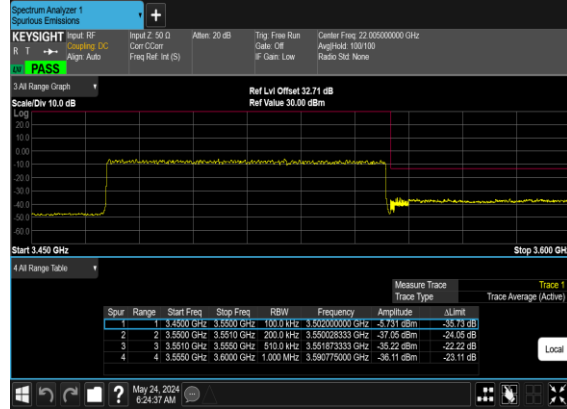 Spectrum Analyzer 1
Spurious Emissions
KEYSIGHT Input: RF Input Z: 50 Ω Atten: 20 dB Trig: Free Run Center Freq: 22.005000000 GHz
R T Coupling: DC Corr CCorr Gate: Off Avg|Hold: 100/100
Align: Auto Freq Ref: Int (S) IF Gain: Low Radio Std: None
PASS
3 All Range Graph
Ref Lvl Offset 32.71 dB
Scale/Div 10.0 dB Ref Value 30.00 dBm
Log
20.0
10.0
0.00
-10.0
-20.0
-30.0
-40.0
-50.0
-60.0
Start 3.450 GHz Stop 3.600 GHz
4 All Range Table
Measure Trace Trace 1
Trace Type Trace Average (Active)
Spur Range Start Freq Stop Freq RBW Frequency Amplitude ΔLimit
1 1 3.4500 GHz 3.5500 GHz 100.0 kHz 3.502000000 GHz -5.731 dBm -35.73 dB
2 2 3.5500 GHz 3.5510 GHz 200.0 kHz 3.550028333 GHz -37.05 dBm -24.05 dB
3 3 3.5510 GHz 3.5550 GHz 510.0 kHz 3.551873333 GHz -35.22 dBm -22.22 dB
4 4 3.5550 GHz 3.6000 GHz 1.000 MHz 3.590775000 GHz -36.11 dBm -23.11 dB
Local
May 24, 2024
6:24:37 AM